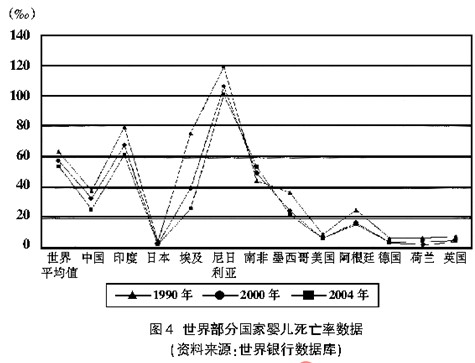 (‰)
140
120
100
80
60
40
20
0
世界 中国 印度 日本 埃及 尼日 南非 墨西哥 美国 阿根廷 德国 荷兰 英国
平均值 利亚
1990 年 2000 年 2004 年
图4 世界部分国家婴儿死亡率数据
(资料来源:世界银行数据库)